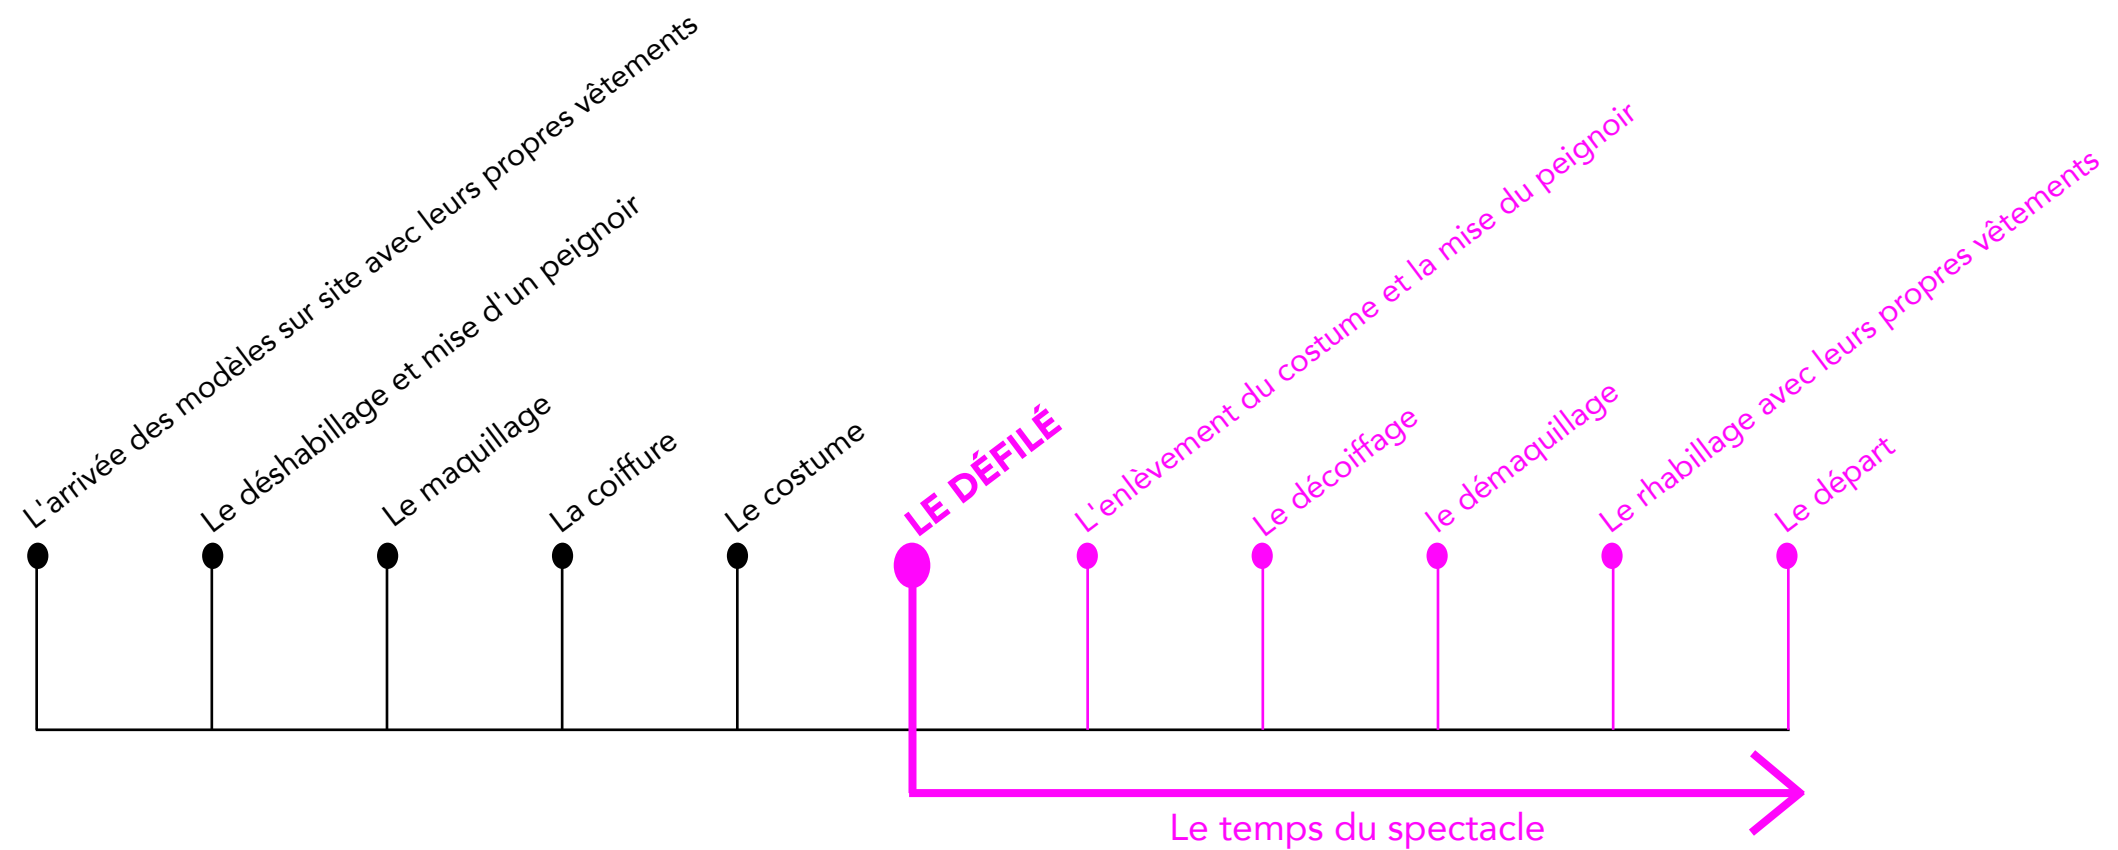 L'arrivée des modèles sur site avec leurs propres vêtements
Le déshabillage et mise d'un peignoir
Le maquillage
La coiffure
Le costume
LE DÉFILÉ
L'enlèvement du costume et la mise du peignoir
Le décoiffage
le démaquillage
Le rhabillage avec leurs propres vêtements
Le départ
Le temps du spectacle